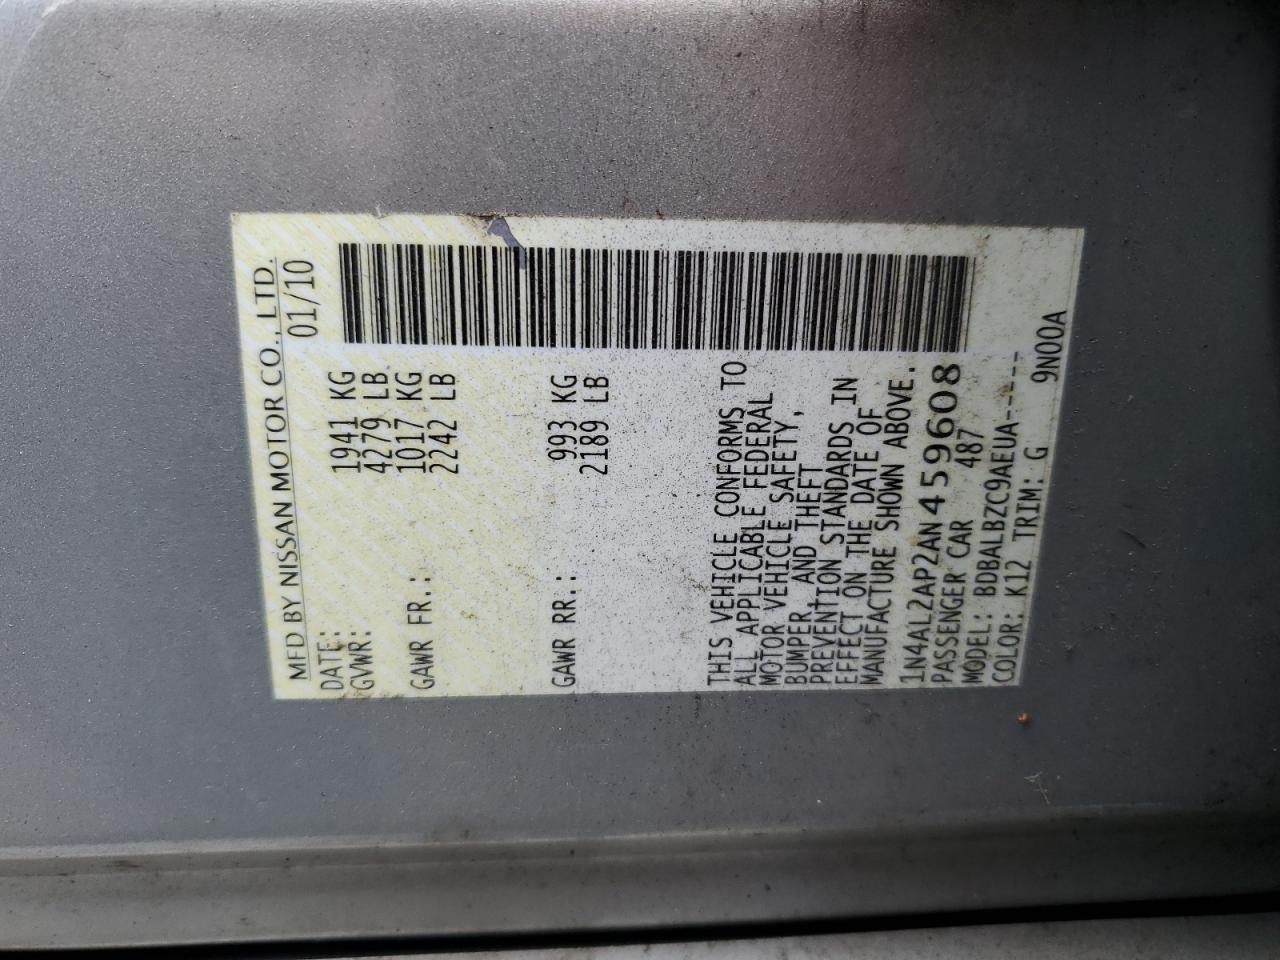 MFD BY NISSAN MOTOR CO., LTD.
DATE: 01/10
GVWR: 1941 KG
4279 LB
GAWR FR.: 1017 KG
2242 LB
GAWR RR.: 993 KG
2189 LB
THIS VEHICLE CONFORMS TO
ALL APPLICABLE FEDERAL
MOTOR VEHICLE SAFETY,
BUMPER, AND THEFT
PREVENTION STANDARDS IN
EFFECT ON THE DATE OF
MANUFACTURE SHOWN ABOVE.
1N4AL2AP2AN459608
PASSENGER CAR 487
MODEL: BDBALBZC9AEUA-----
COLOR: K12 TRIM: G 9N00A